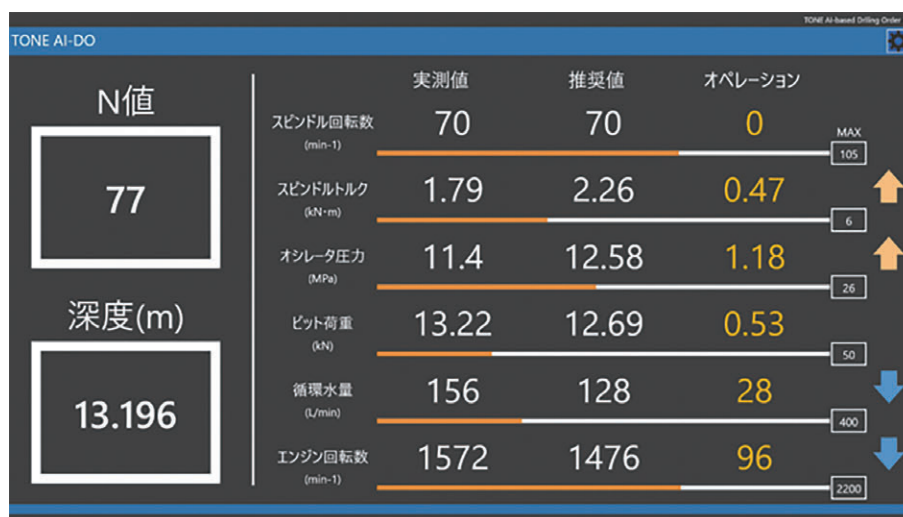 TONE AI-based Drilling Order
TONE AI-DO
N値
77
深度(m)
13.196
実測値 推奨値 オペレーション
スピンドル回転数 70 70 0 MAX
(min-1) 105
スピンドルトルク 1.79 2.26 0.47
(kN・m) 6
オシレータ圧力 11.4 12.58 1.18
(MPa) 26
ビット荷重 13.22 12.69 0.53
(kN) 50
循環水量 156 128 28
(L/min) 400
エンジン回転数 1572 1476 96
(min-1) 2200